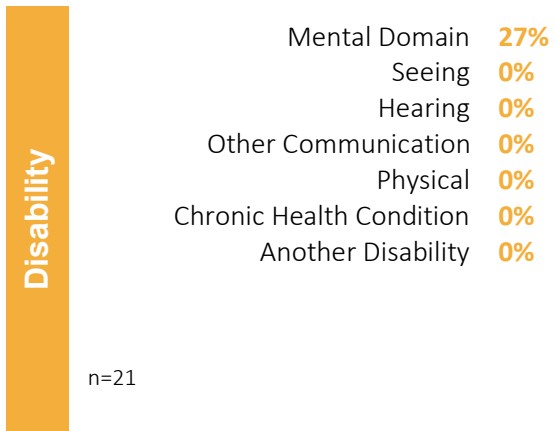 Disability
Mental Domain 27%
Seeing 0%
Hearing 0%
Other Communication 0%
Physical 0%
Chronic Health Condition 0%
Another Disability 0%
n=21